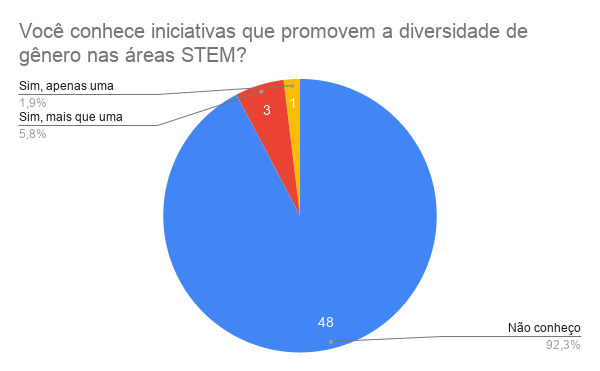 Você conhece iniciativas que promovem a diversidade de
gênero nas áreas STEM?
Sim, apenas uma
1,9%
Sim, mais que uma
5,8%
1
3
48
Não conheço
92,3%